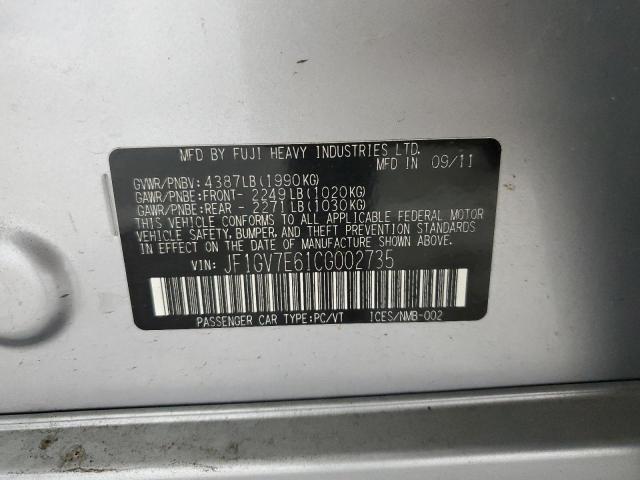 MFD BY FUJI HEAVY INDUSTRIES LTD.
MFD IN 09/11
GVWR/PNBV: 4387LB(1990KG)
GAWR/PNBE:FRONT- 2249LB(1020KG)
GAWR/PNBE:REAR - 2271LB(1030KG)
THIS VEHICLE CONFORMS TO ALL APPLICABLE FEDERAL MOTOR
VEHICLE SAFETY, BUMPER, AND THEFT PREVENTION STANDARDS
IN EFFECT ON THE DATE OF MANUFACTURE SHOWN ABOVE.
VIN: JF1GV7E61CG002735
PASSENGER CAR TYPE:PC/VT ICES/NMB-002